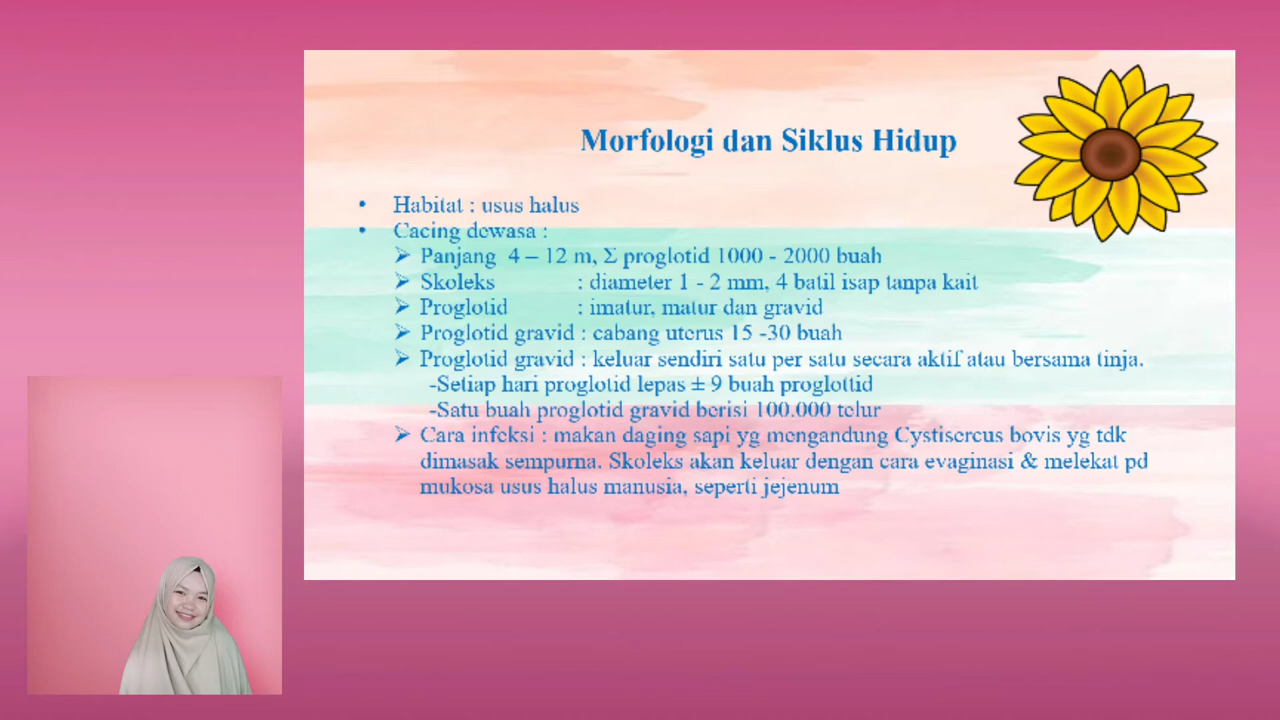 Morfologi dan Siklus Hidup
• Habitat : usus halus
• Cacing dewasa :
➢ Panjang 4 – 12 m, Σ proglotid 1000 - 2000 buah
➢ Skoleks : diameter 1 - 2 mm, 4 batil isap tanpa kait
➢ Proglotid : imatur, matur dan gravid
➢ Proglotid gravid : cabang uterus 15 -30 buah
➢ Proglotid gravid : keluar sendiri satu per satu secara aktif atau bersama tinja.
-Setiap hari proglotid lepas ± 9 buah proglottid
-Satu buah proglotid gravid berisi 100.000 telur
➢ Cara infeksi : makan daging sapi yg mengandung Cystisercus bovis yg tdk
dimasak sempurna. Skoleks akan keluar dengan cara evaginasi & melekat pd
mukosa usus halus manusia, seperti jejenum